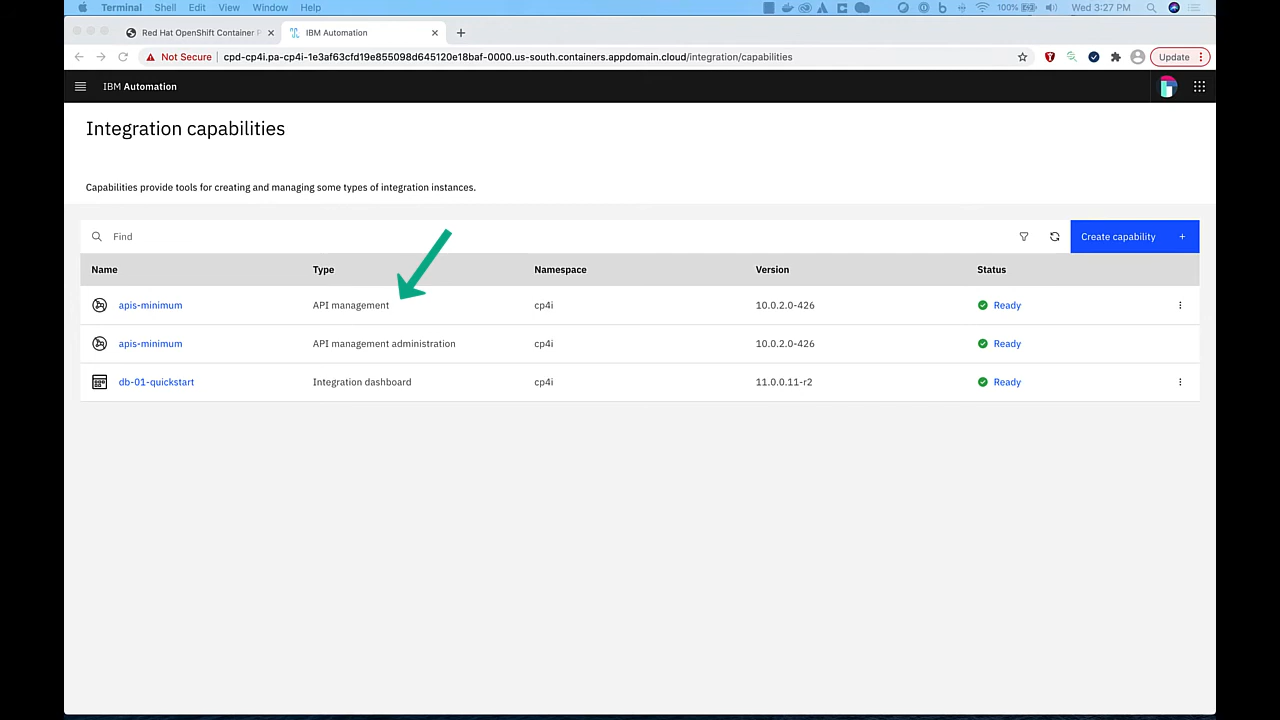 Terminal Shell Edit View Window Help 100% Wed 3:27 PM
Red Hat OpenShift Container P IBM Automation
Not Secure cpd-cp4i.pa-cp4i-1e3af63cfd19e855098d645120e18baf-0000.us-south.containers.appdomain.cloud/integration/capabilities Update
IBM Automation
Integration capabilities
Capabilities provide tools for creating and managing some types of integration instances.
Find Create capability +
Name Type Namespace Version Status
apis-minimum API management cp4i 10.0.2.0-426 Ready
apis-minimum API management administration cp4i 10.0.2.0-426 Ready
db-01-quickstart Integration dashboard cp4i 11.0.0.11-r2 Ready